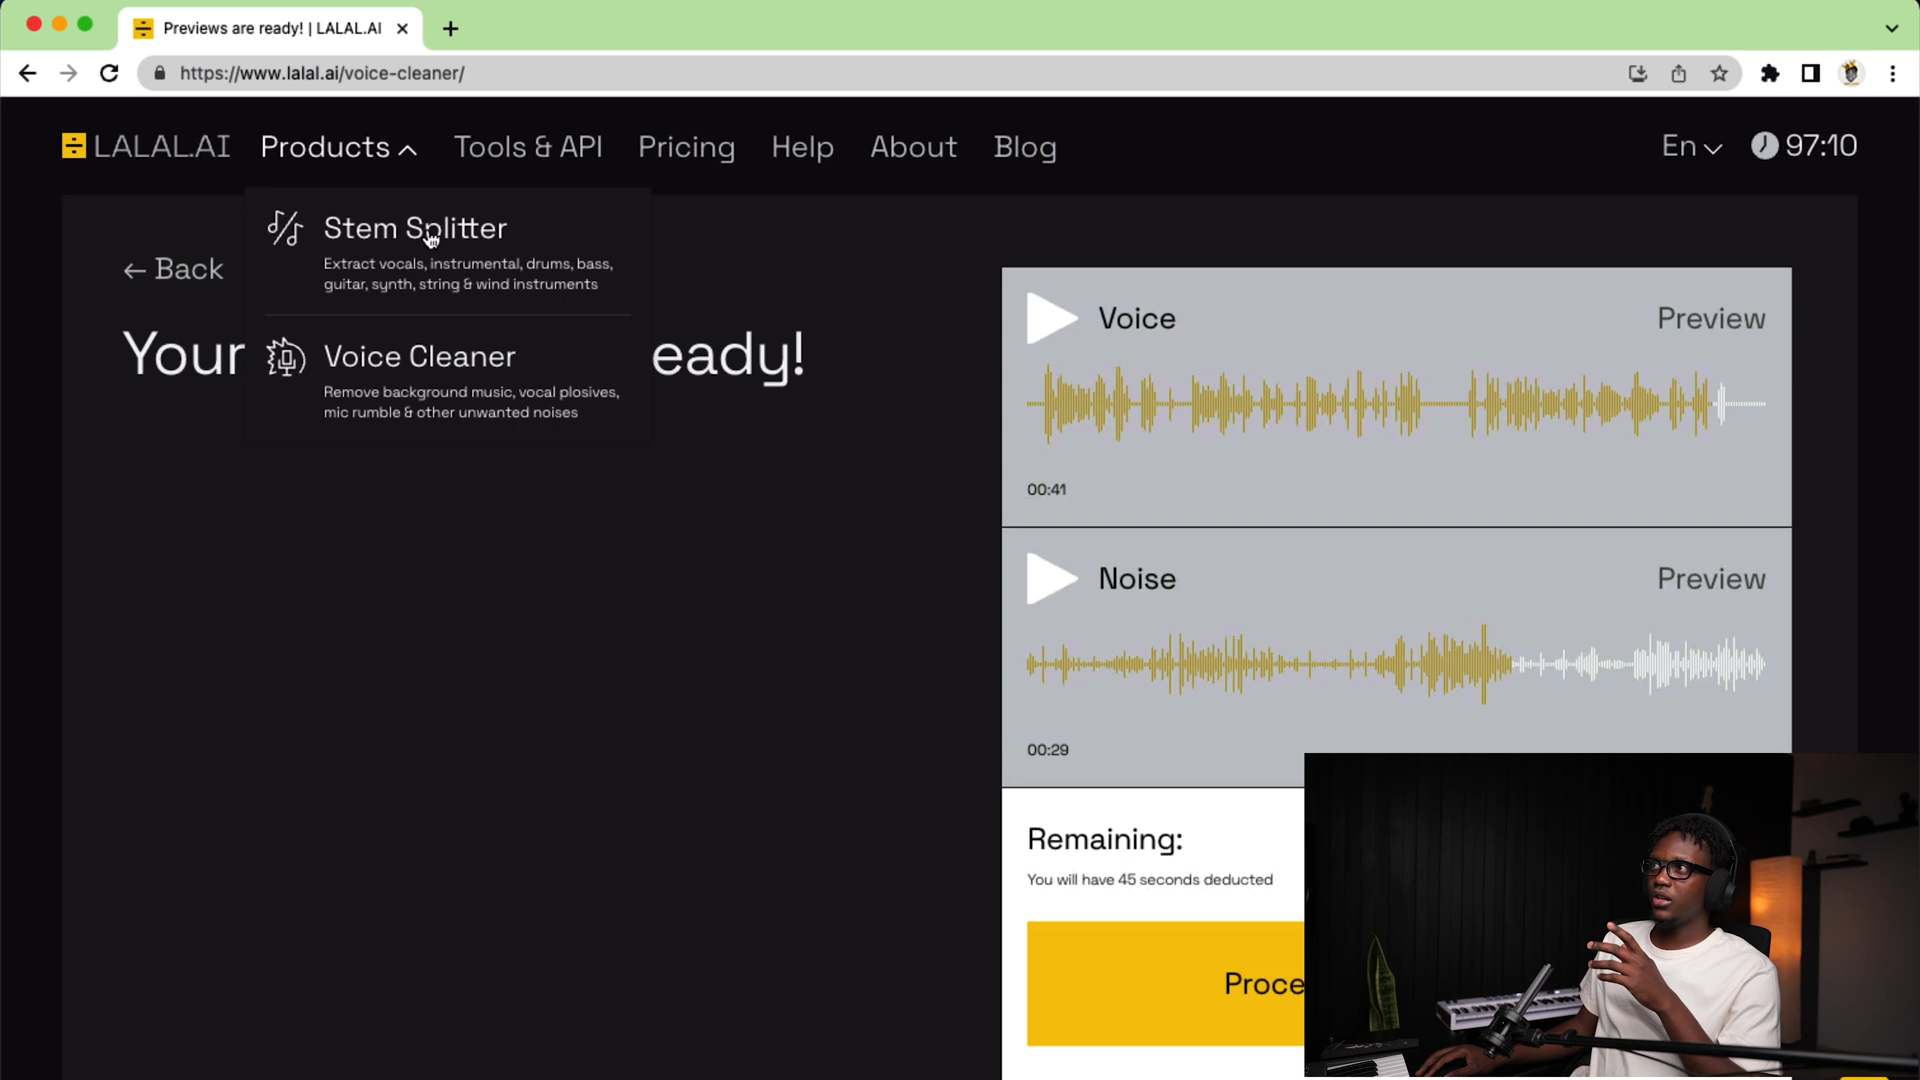 Previews are ready! | LALAL.AI
https://www.lalal.ai/voice-cleaner/
LALAL.AI
Products
Tools & API
Pricing
Help
About
Blog
En
97:10
Stem Splitter
Extract vocals, instrumental, drums, bass,
guitar, synth, string & wind instruments
Voice Cleaner
Remove background music, vocal plosives,
mic rumble & other unwanted noises
← Back
Your
eady!
Voice
Preview
00:41
Noise
Preview
00:29
Remaining:
You will have 45 seconds deducted
Proce